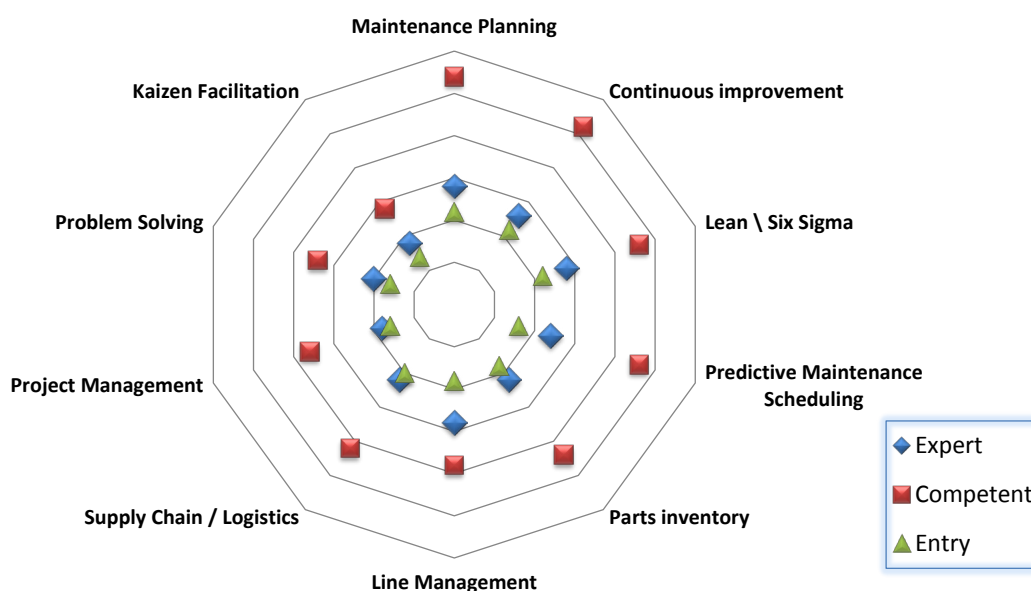 Maintenance Planning
Kaizen Facilitation
Continuous improvement
Problem Solving
Lean \ Six Sigma
Project Management
Predictive Maintenance
Scheduling
Expert
Competent
Entry
Supply Chain / Logistics
Parts inventory
Line Management